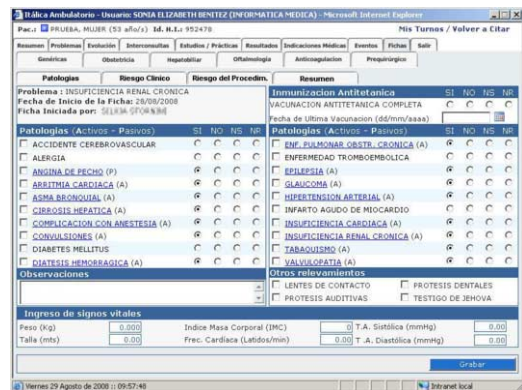 Itálica Ambulatorio - Usuario: SONIA ELIZABETH BENITEZ (INFORMATICA MEDICA) - Microsoft Internet Explorer
Pac.: PRUEBA, MUJER (53 año/s) Id. H.I.: 952478 Mis Turnos / Volver a Citar
Resumen Problemas Evolución Interconsultas Estudios / Prácticas Resultados Indicaciones Médicas Eventos Fichas Salir
Genéricas Obstetricia Hepatobiliar Oftalmología Anticoagulacion Prequirúrgico
Patologias Riesgo Clinico Riesgo del Procedim. Resumen
Problema : INSUFICIENCIA RENAL CRONICA
Fecha de Inicio de la Ficha: 28/08/2008
Ficha Iniciada por:
Inmunizacion Antitetanica SI NO NS NR
VACUNACION ANTITETANICA COMPLETA
Fecha de Ultima Vacunacion (dd/mm/aaaa)
Patologías (Activos - Pasivos) SI NO NS NR
ACCIDENTE CEREBROVASCULAR
ALERGIA
ANGINA DE PECHO (P)
ARRITMIA CARDIACA (A)
ASMA BRONQUIAL (A)
CIRROSIS HEPATICA (A)
COMPLICACION CON ANESTESIA (A)
CONVULSIONES (A)
DIABETES MELLITUS
DIATESIS HEMORRAGICA (A)
Patologías (Activos - Pasivos) SI NO NS NR
ENF. PULMONAR OBSTR. CRONICA (A)
ENFERMEDAD TROMBOEMBOLICA
EPILEPSIA (A)
GLAUCOMA (A)
HIPERTENSION ARTERIAL (A)
INFARTO AGUDO DE MIOCARDIO
INSUFICIENCIA CARDIACA (A)
INSUFICIENCIA RENAL CRONICA (A)
TABAQUISMO (A)
VALVULOPATIA (A)
Observaciones
Otros relevamientos
LENTES DE CONTACTO PROTESIS DENTALES
PROTESIS AUDITIVAS TESTIGO DE JEHOVA
Ingreso de signos vitales
Peso (Kg) 0.000 Indice Masa Corporal (IMC) 0 T.A. Sistólica (mmHg) 0.00
Talla (mts) 0.00 Frec. Cardíaca (Latidos/min) 0.00 T .A. Diastólica (mmHg) 0.00
Grabar
Viernes 29 Agosto de 2008 :: 09:57:48 Intranet local